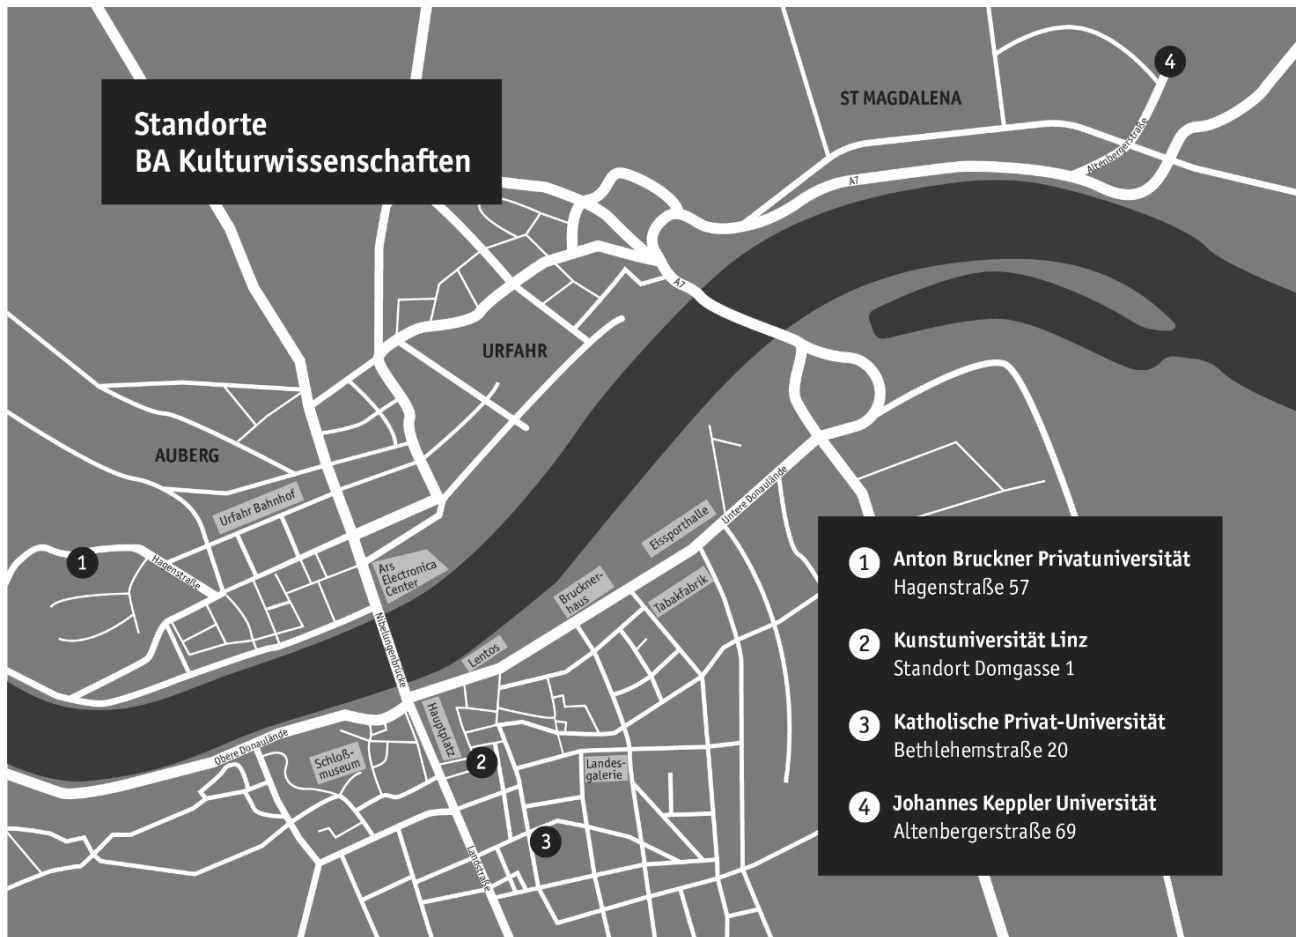 Standorte
BA Kulturwissenschaften
4
ST MAGDALENA
Altenbergerstraße
A7
A7
URFAHR
AUBERG
Urfahr Bahnhof
1
Hagenstraße
Ars
Electronica
Center
Nibelungenbrücke
Eissporthalle
Untere Donaulände
Bruckner-
haus
Tabakfabrik
Lentos
Hauptplatz
Obere Donaulände
Schloß-
museum
2
Landes-
galerie
3
Landstraße
1 Anton Bruckner Privatuniversität
Hagenstraße 57
2 Kunstuniversität Linz
Standort Domgasse 1
3 Katholische Privat-Universität
Bethlehemstraße 20
4 Johannes Keppler Universität
Altenbergerstraße 69